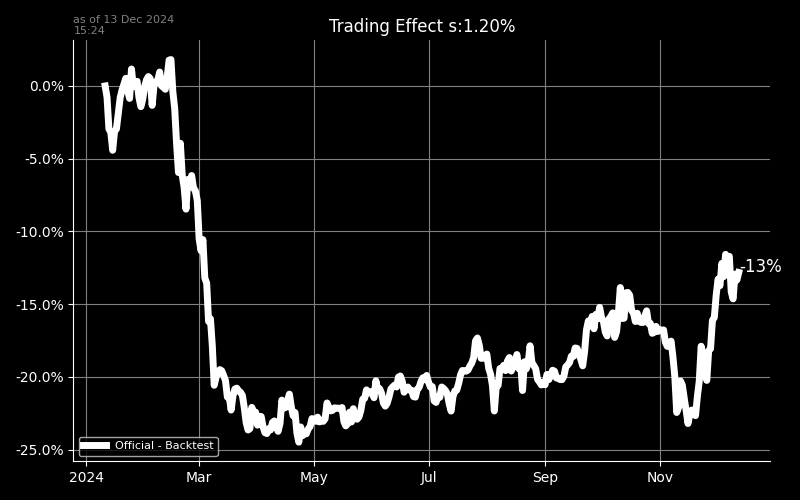 as of 13 Dec 2024
15:24
Trading Effect s:1.20%
0.0%
-5.0%
-10.0%
-15.0%
-20.0%
-25.0%
-13%
Official - Backtest
2024 Mar May Jul Sep Nov